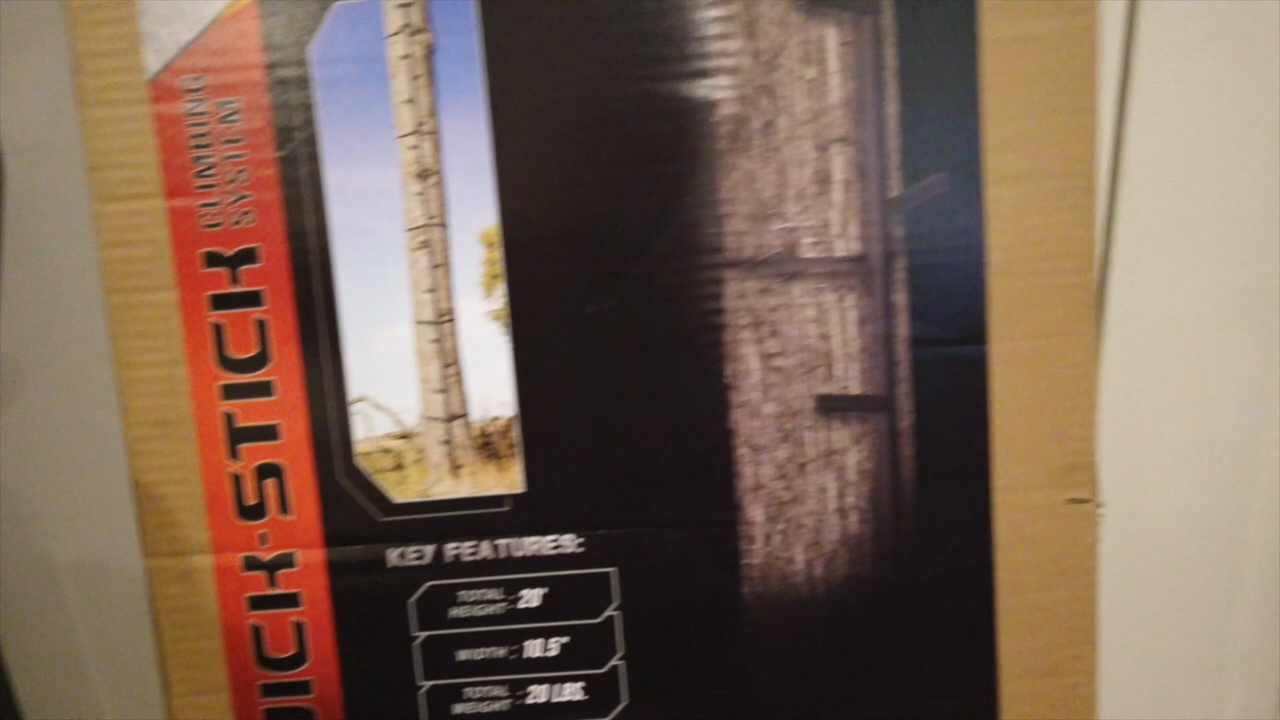 UICK-STICK
CLIMBING
SYSTEM
KEY FEATURES:
TOTAL
HEIGHT: 20'
WIDTH: 10.5"
TOTAL
WEIGHT: 20 LBS.